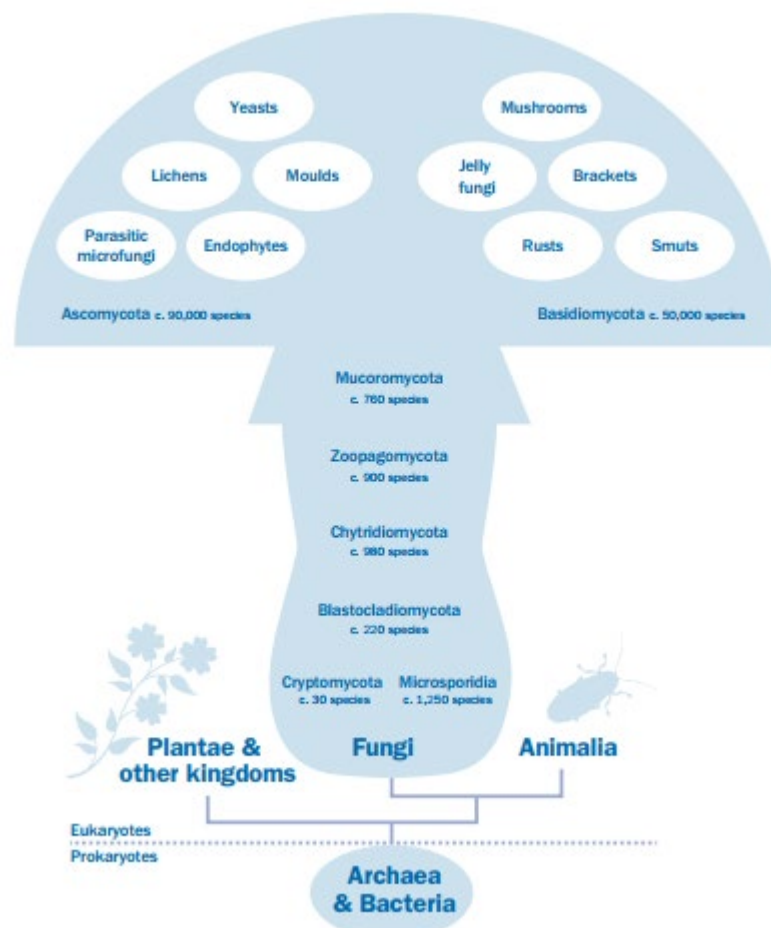 Yeasts
Mushrooms
Lichens
Moulds
Jelly
fungi
Brackets
Parasitic
microfungi
Endophytes
Rusts
Smuts
Ascomycota c. 90,000 species
Basidiomycota c. 50,000 species
Mucoromycota
c. 760 species
Zoopagomycota
c. 900 species
Chytridiomycota
c. 980 species
Blastocladiomycota
c. 220 species
Cryptomycota
c. 30 species
Microsporidia
c. 1,250 species
Plantae &
other kingdoms
Fungi
Animalia
Eukaryotes
Prokaryotes
Archaea
& Bacteria